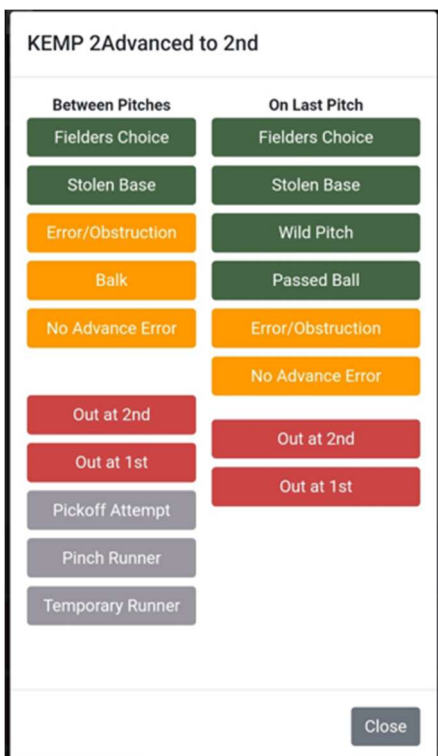 KEMP 2Advanced to 2nd
Between Pitches
Fielders Choice
Stolen Base
Error/Obstruction
Balk
No Advance Error
Out at 2nd
Out at 1st
Pickoff Attempt
Pinch Runner
Temporary Runner
On Last Pitch
Fielders Choice
Stolen Base
Wild Pitch
Passed Ball
Error/Obstruction
No Advance Error
Out at 2nd
Out at 1st
Close